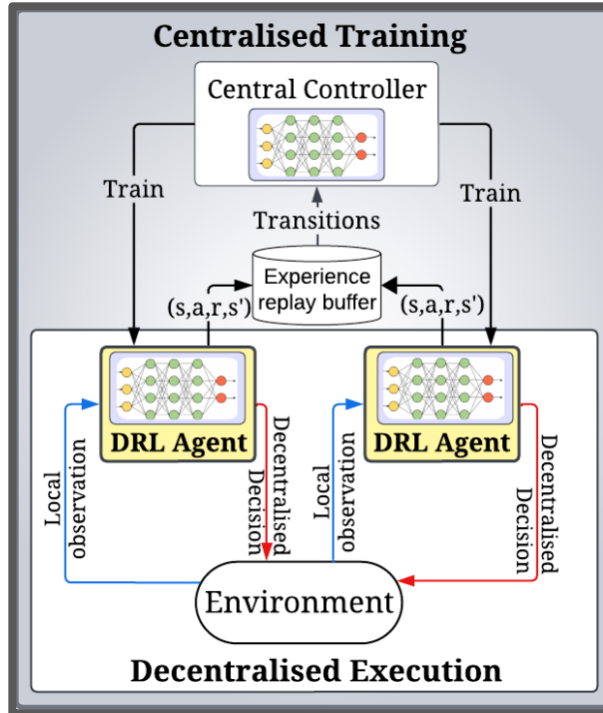 Centralised Training
Central Controller
Train
Train
Transitions
Experience
replay buffer
(s,a,r,s')
(s,a,r,s')
DRL Agent
DRL Agent
Local
observation
Decentralised
Decision
Local
observation
Decentralised
Decision
Environment
Decentralised Execution